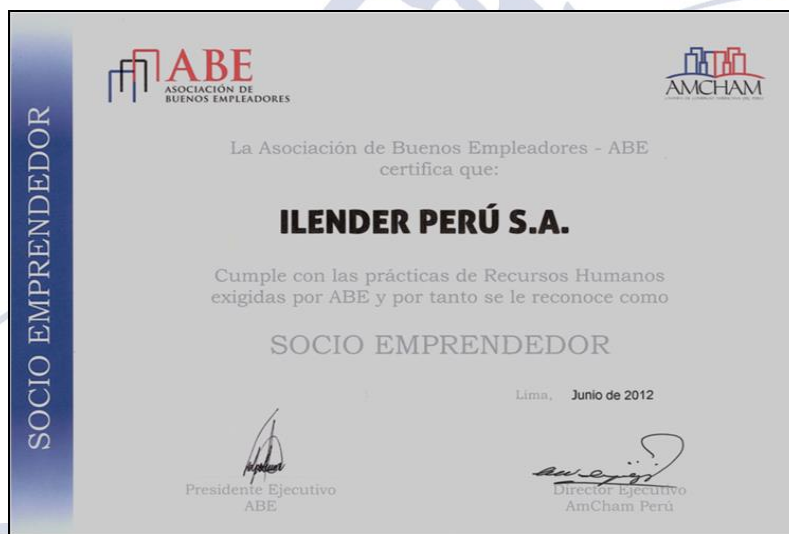 SOCIO EMPRENDEDOR
ABE
ASOCIACIÓN DE
BUENOS EMPLEADORES
AMCHAM
La Asociación de Buenos Empleadores - ABE
certifica que:
ILENDER PERÚ S.A.
Cumple con las prácticas de Recursos Humanos
exigidas por ABE y por tanto se le reconoce como
SOCIO EMPRENDEDOR
Lima, Junio de 2012
Presidente Ejecutivo
ABE
Director Ejecutivo
AmCham Perú